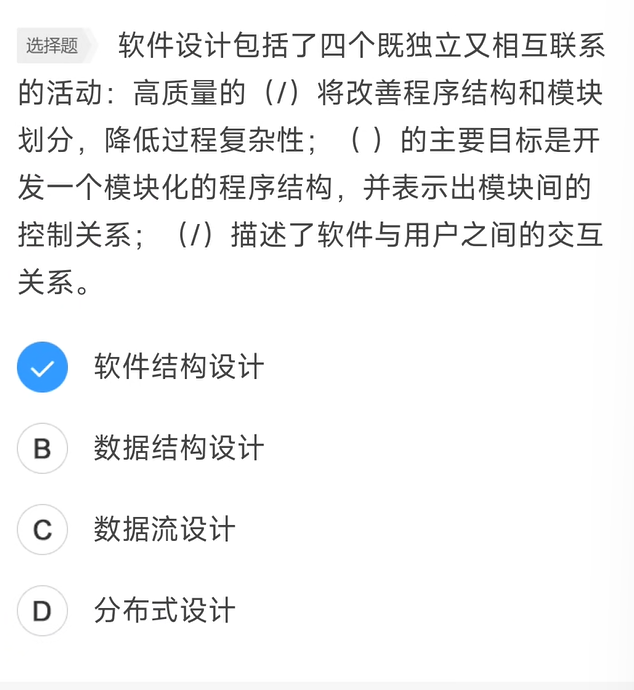 选择题 软件设计包括了四个既独立又相互联系
的活动：高质量的（/）将改善程序结构和模块
划分，降低过程复杂性；（ ）的主要目标是开
发一个模块化的程序结构，并表示出模块间的
控制关系；（/）描述了软件与用户之间的交互
关系。
软件结构设计
B 数据结构设计
C 数据流设计
D 分布式设计